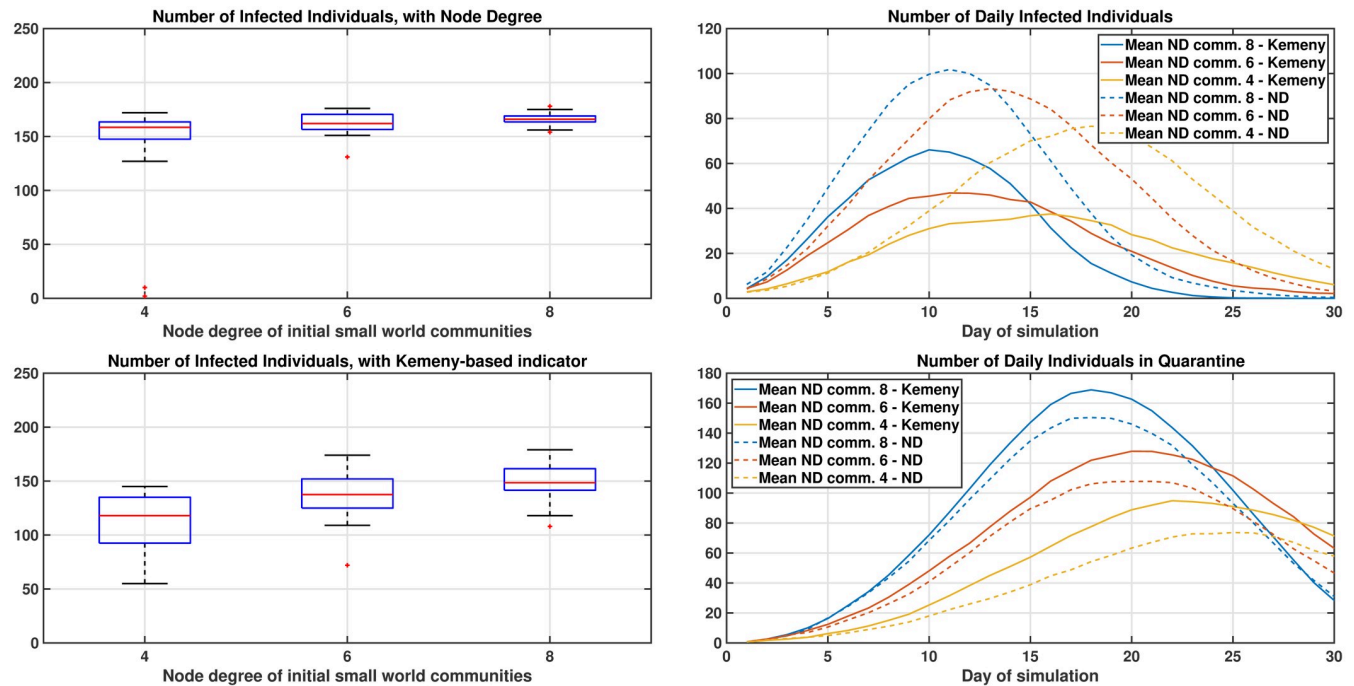 Number of Infected Individuals, with Node Degree
250
200
150
100
50
0
4
6
8
Node degree of initial small world communities
Number of Daily Infected Individuals
120
100
80
60
40
20
0
0
5
10
15
20
25
30
Day of simulation
Mean ND comm. 8 - Kemeny
Mean ND comm. 6 - Kemeny
Mean ND comm. 4 - Kemeny
Mean ND comm. 8 - ND
Mean ND comm. 6 - ND
Mean ND comm. 4 - ND
Number of Infected Individuals, with Kemeny-based indicator
250
200
150
100
50
0
4
6
8
Node degree of initial small world communities
Number of Daily Individuals in Quarantine
180
160
140
120
100
80
60
40
20
0
0
5
10
15
20
25
30
Day of simulation
Mean ND comm. 8 - Kemeny
Mean ND comm. 6 - Kemeny
Mean ND comm. 4 - Kemeny
Mean ND comm. 8 - ND
Mean ND comm. 6 - ND
Mean ND comm. 4 - ND